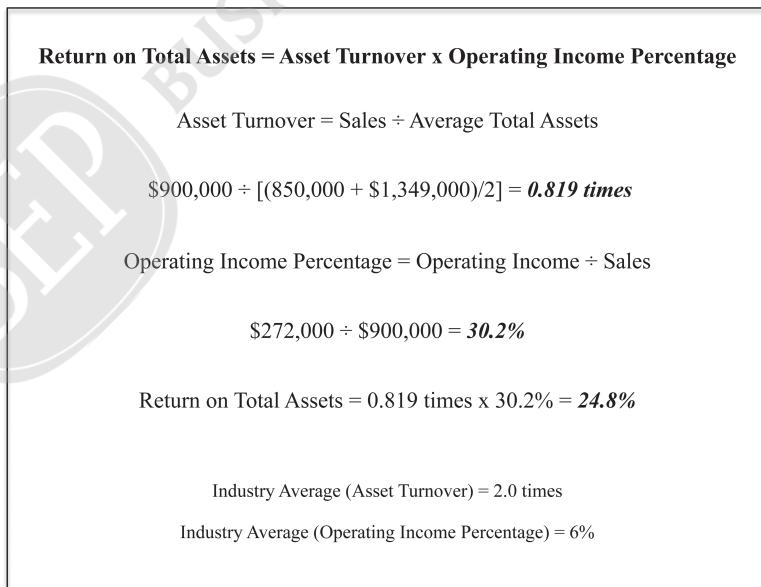 Return on Total Assets = Asset Turnover x Operating Income Percentage
Asset Turnover = Sales ÷ Average Total Assets
$900,000 ÷ [(850,000 + $1,349,000)/2] = 0.819 times
Operating Income Percentage = Operating Income ÷ Sales
$272,000 ÷ $900,000 = 30.2%
Return on Total Assets = 0.819 times x 30.2% = 24.8%
Industry Average (Asset Turnover) = 2.0 times
Industry Average (Operating Income Percentage) = 6%